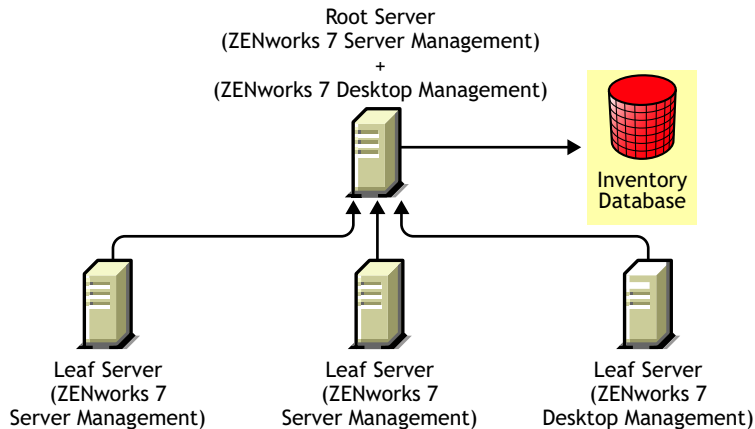 Root Server
(ZENworks 7 Server Management)
+
(ZENworks 7 Desktop Management)
Inventory
Database
Leaf Server
(ZENworks 7
Server Management)
Leaf Server
(ZENworks 7
Server Management)
Leaf Server
(ZENworks 7
Desktop Management)